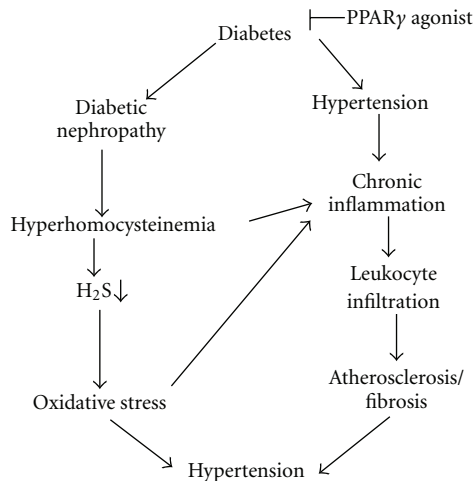 PPARγ agonist
Diabetes
Diabetic
nephropathy
Hypertension
Chronic
inflammation
Hyperhomocysteinemia
H₂S↓
Leukocyte
infiltration
Oxidative stress
Atherosclerosis/
fibrosis
Hypertension